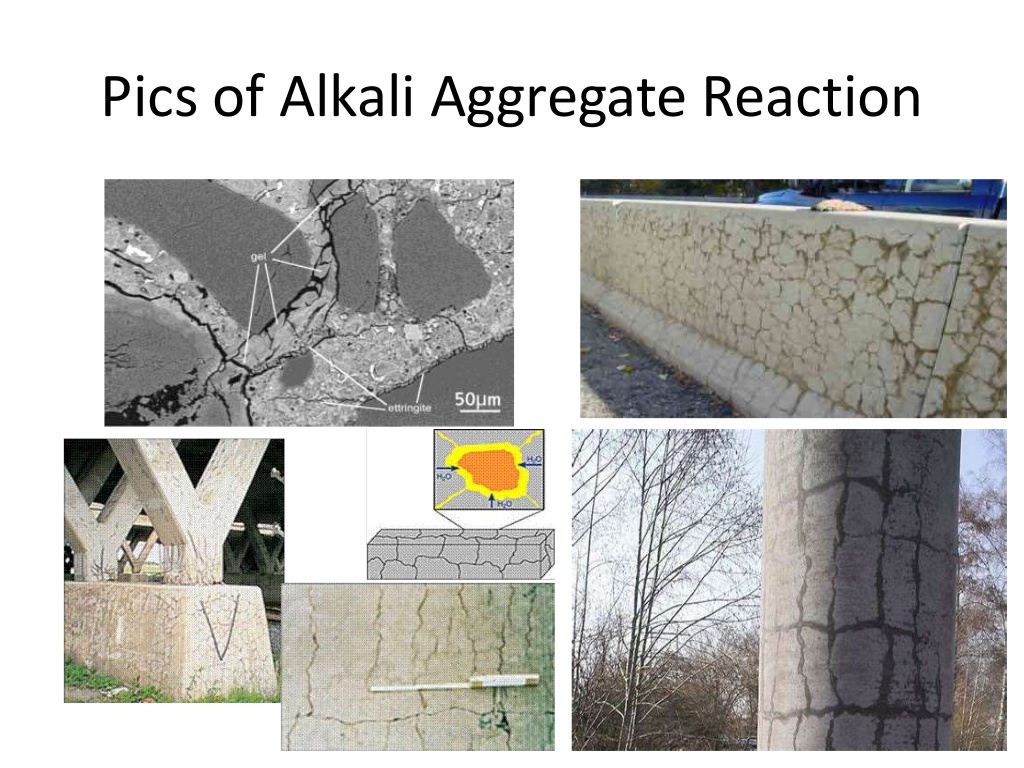 Pics of Alkali Aggregate Reaction
gel
ettringite
50µm
H₂O
H₂O
H₂O